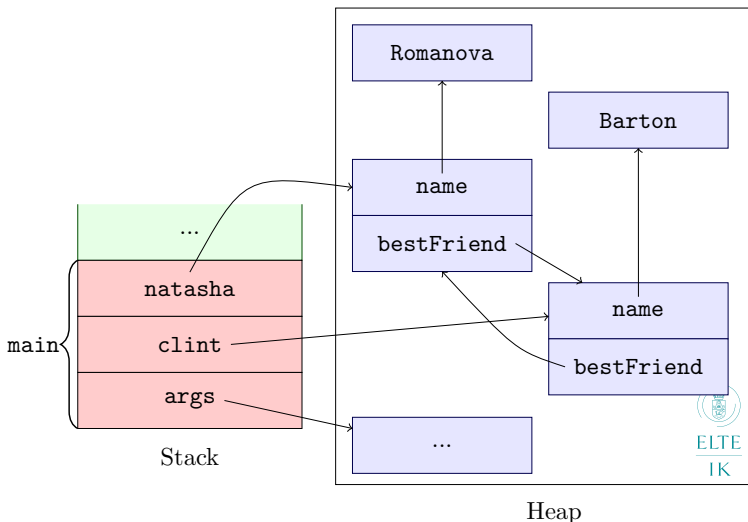 Romanova
Barton
name
bestFriend
...
natasha
name
main
clint
bestFriend
args
...
Stack
ELTE
IK
Heap